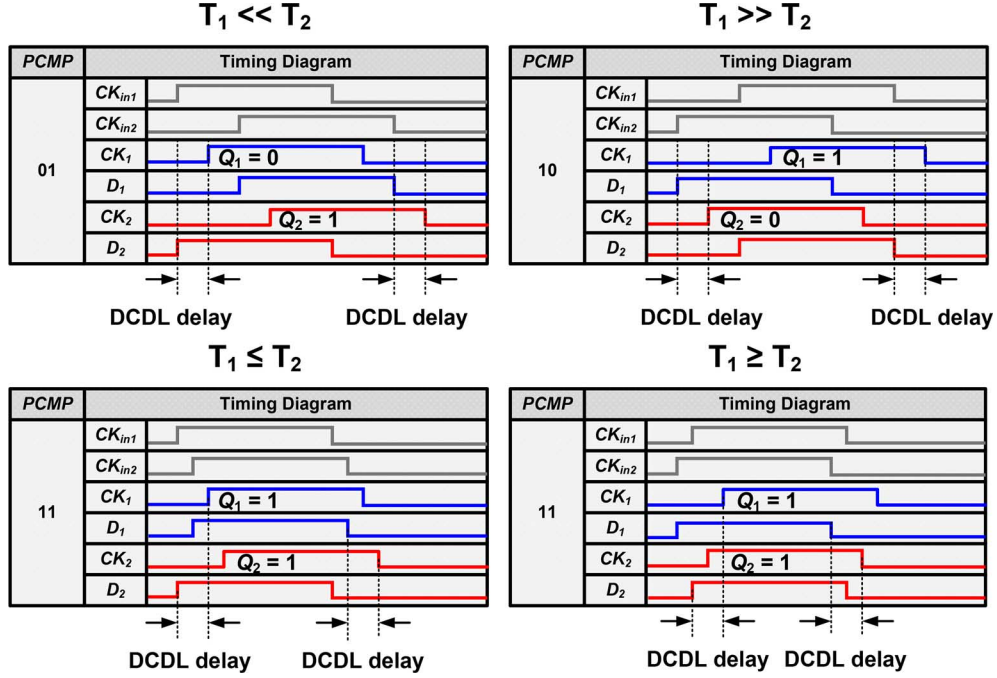 T1 << T2
PCMP Timing Diagram
01
CKin1
CKin2
CK1 Q1 = 0
D1
CK2 Q2 = 1
D2
DCDL delay DCDL delay
T1 >> T2
PCMP Timing Diagram
10
CKin1
CKin2
CK1 Q1 = 1
D1
CK2 Q2 = 0
D2
DCDL delay DCDL delay
T1 ≤ T2
PCMP Timing Diagram
11
CKin1
CKin2
CK1 Q1 = 1
D1
CK2 Q2 = 1
D2
DCDL delay DCDL delay
T1 ≥ T2
PCMP Timing Diagram
11
CKin1
CKin2
CK1 Q1 = 1
D1
CK2 Q2 = 1
D2
DCDL delay DCDL delay